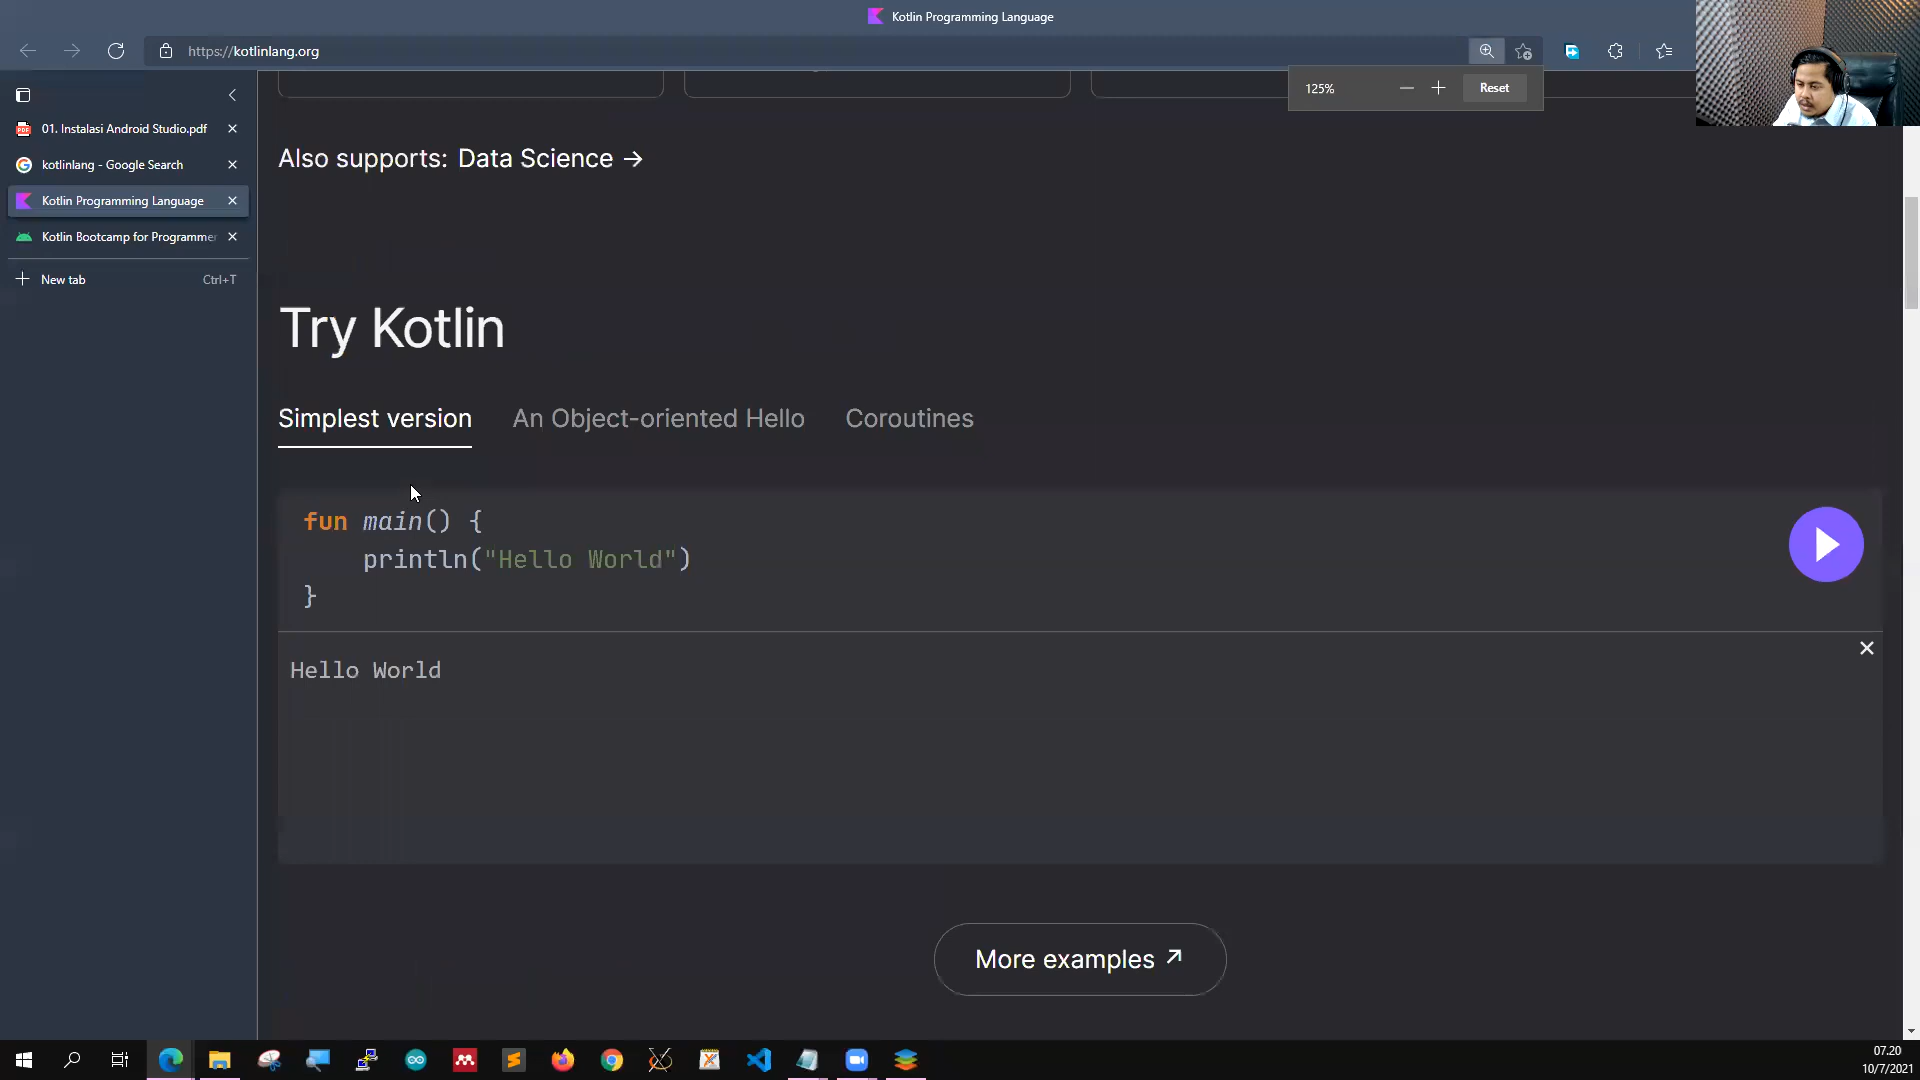 Kotlin Programming Language
https://kotlinlang.org
125%
Reset
01. Instalasi Android Studio.pdf
kotlinlang - Google Search
Kotlin Programming Language
Kotlin Bootcamp for Programmer
New tab Ctrl+T
Also supports: Data Science →
Try Kotlin
Simplest version An Object-oriented Hello Coroutines
fun main() {
    println("Hello World")
}
Hello World
More examples ↗
07.20
10/7/2021